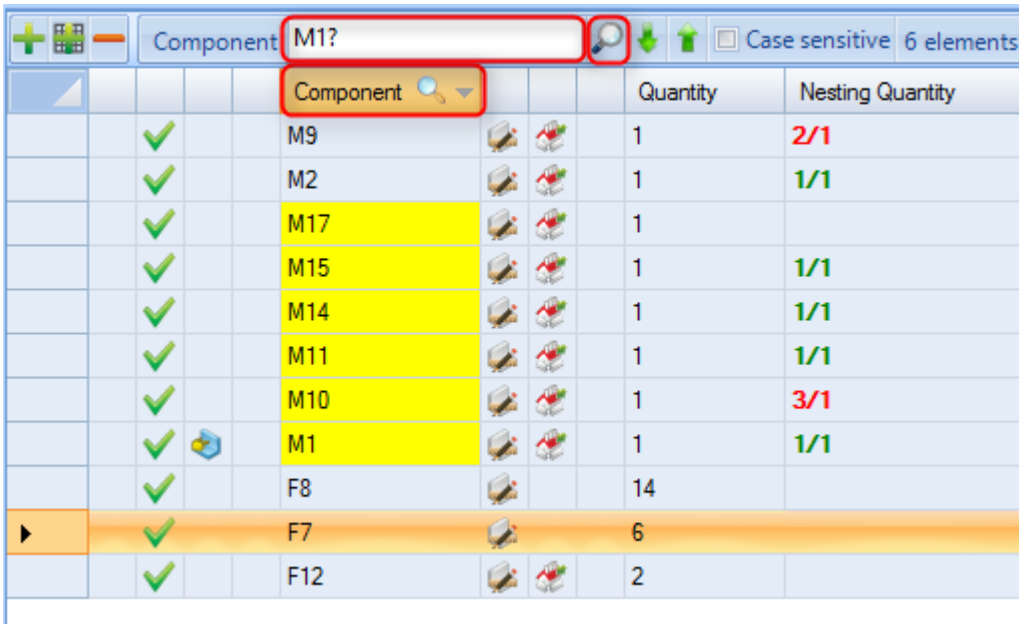 Component M1? Case sensitive 6 elements
Component Quantity Nesting Quantity
M9 1 2/1
M2 1 1/1
M17 1
M15 1 1/1
M14 1 1/1
M11 1 1/1
M10 1 3/1
M1 1 1/1
F8 14
F7 6
F12 2